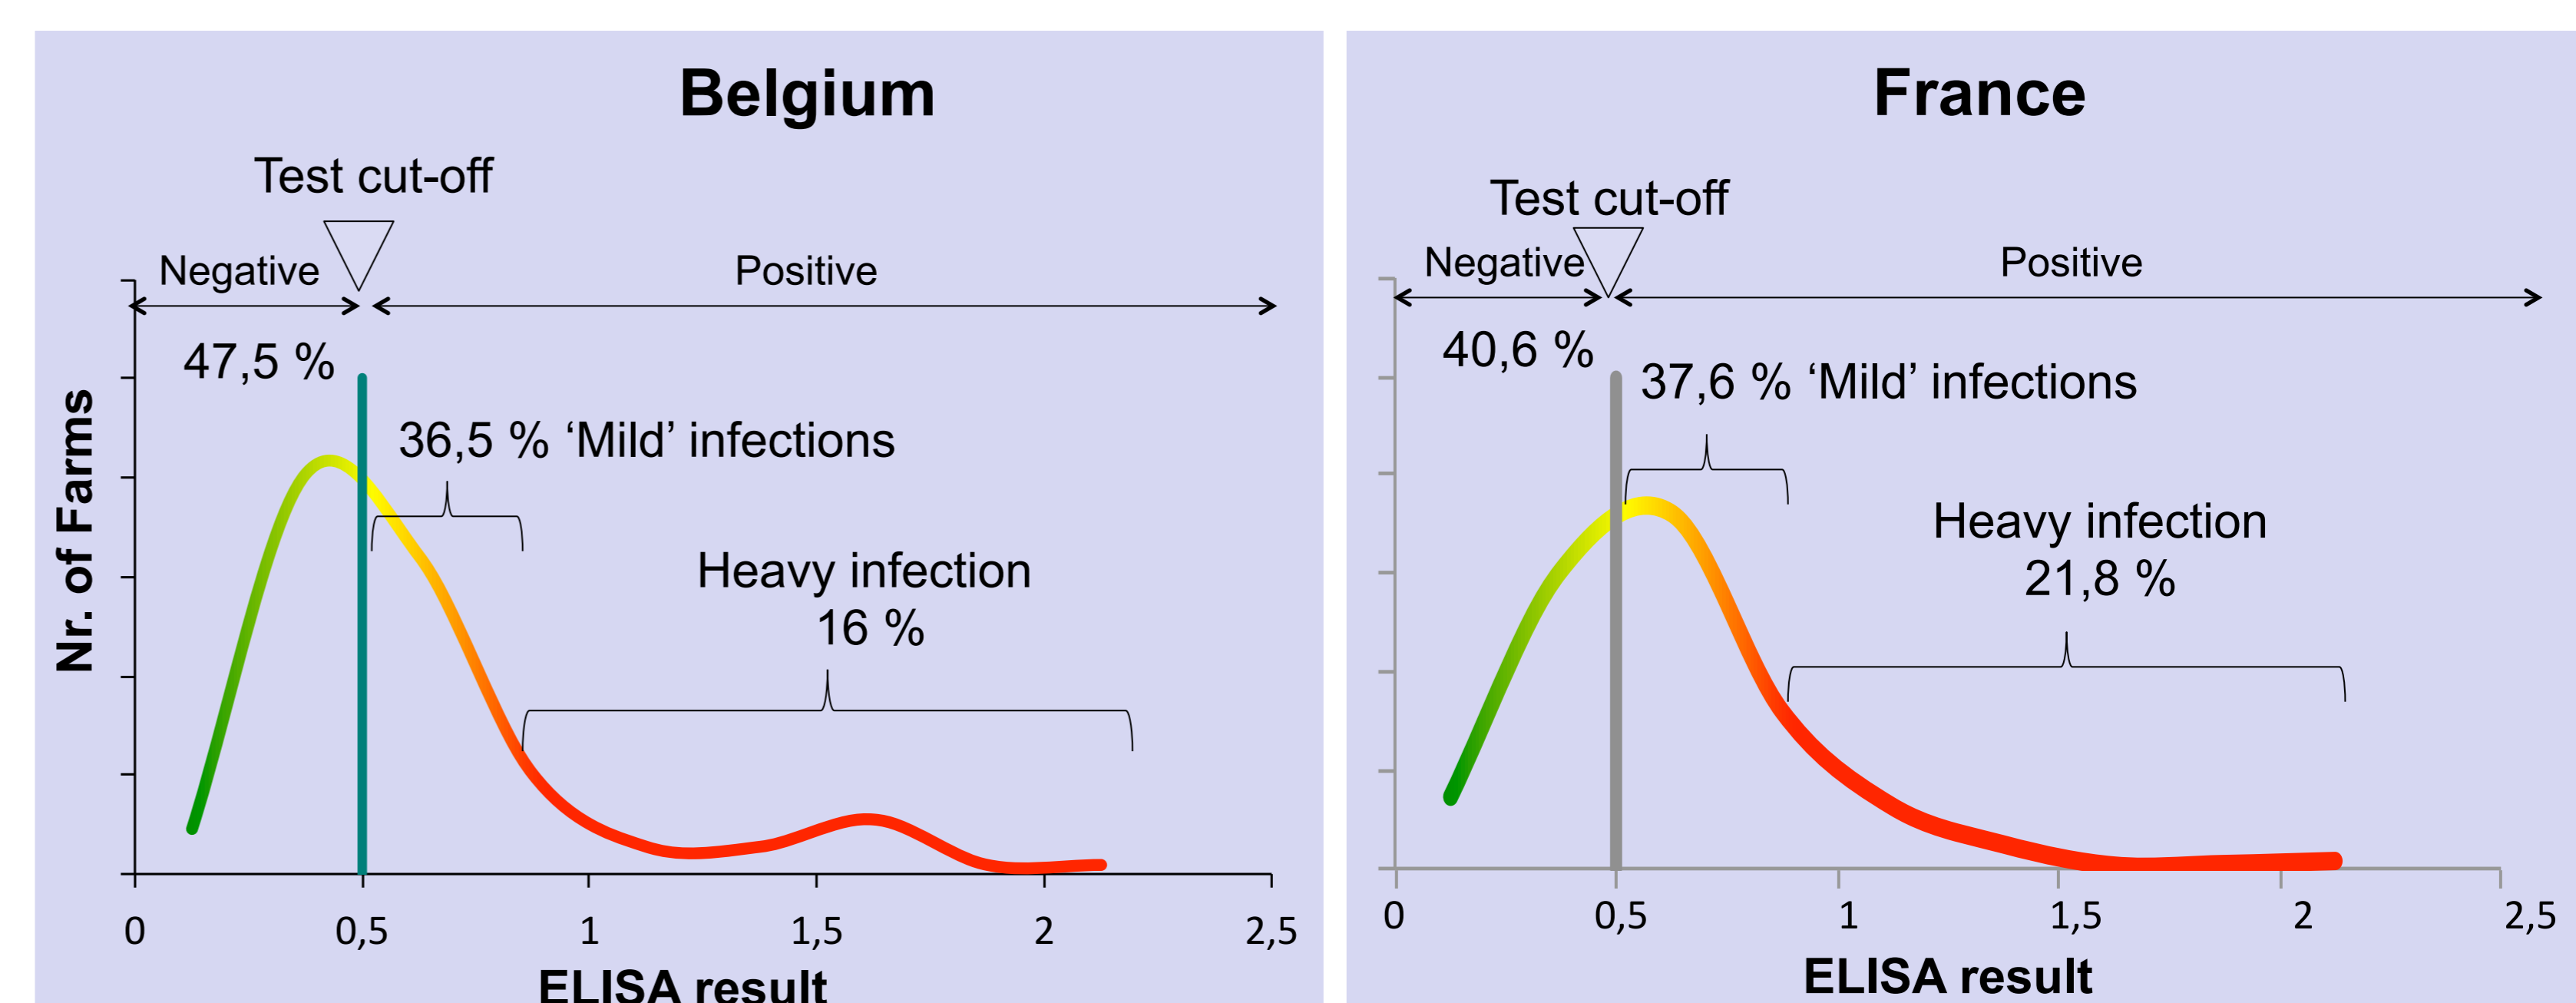 Belgium
Test cut-off
Negative
Positive
47,5 %
36,5 % ‘Mild’ infections
Heavy infection
16 %
Nr. of Farms
0
0,5
1
1,5
2
2,5
ELISA result
France
Test cut-off
Negative
Positive
40,6 %
37,6 % ‘Mild’ infections
Heavy infection
21,8 %
0
0,5
1
1,5
2
2,5
ELISA result